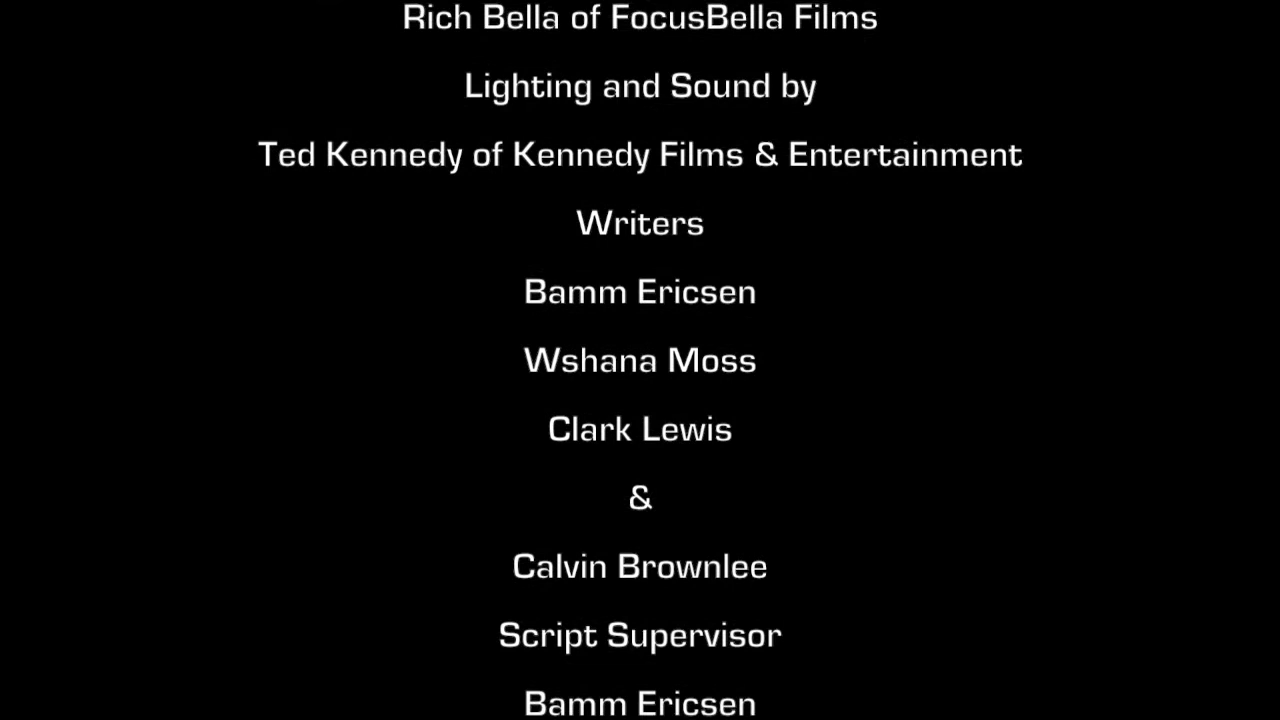 Rich Bella of FocusBella Films
Lighting and Sound by
Ted Kennedy of Kennedy Films & Entertainment
Writers
Bamm Ericsen
Wshana Moss
Clark Lewis
&
Calvin Brownlee
Script Supervisor
Bamm Ericsen